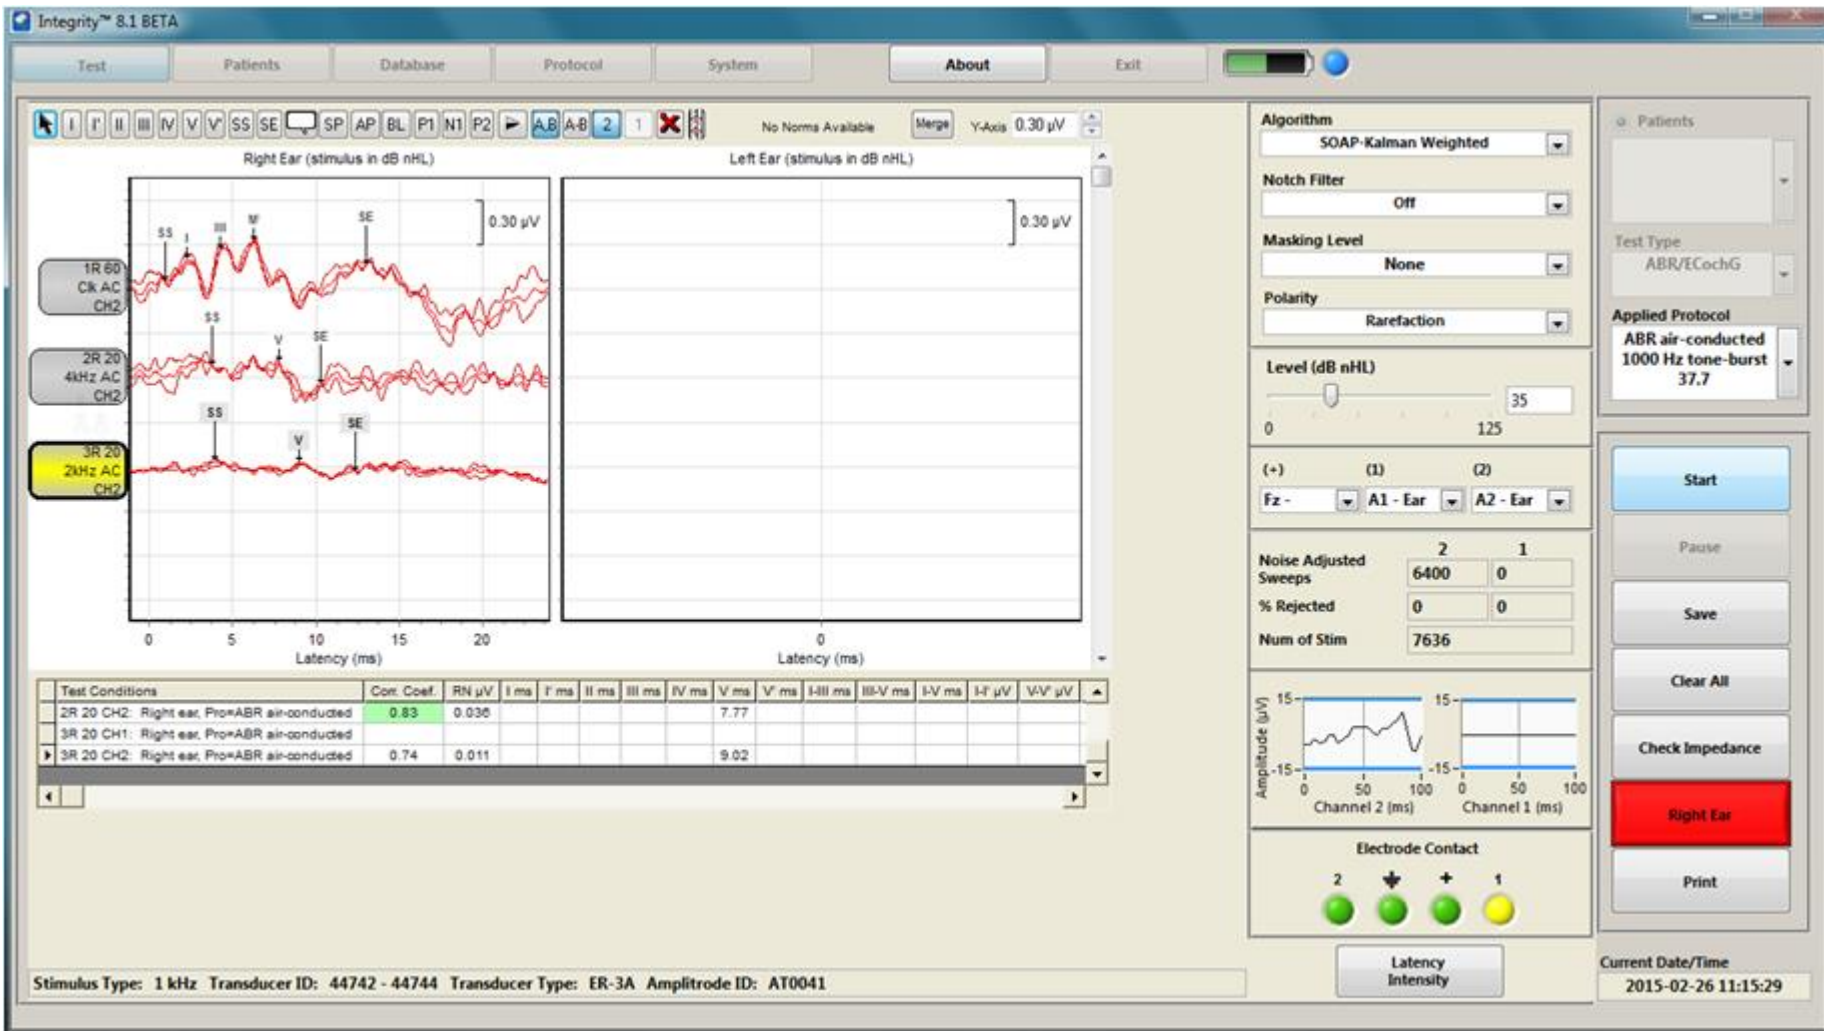 Integrity™ 8.1 BETA
Test Patients Database Protocol System About Exit
I I' II III IV V V' SS SE SP AP BL P1 N1 P2 A,B A-B 2 1 No Norms Available Merge Y-Axis 0.30 µV
Right Ear (stimulus in dB nHL)
Left Ear (stimulus in dB nHL)
0.30 µV
0.30 µV
SS I III SE
1R 60
Clk AC
CH2
SS V SE
2R 20
4kHz AC
CH2
SS V SE
3R 20
2kHz AC
CH2
0 5 10 15 20
Latency (ms)
0
Latency (ms)
Test Conditions Corr. Coef. RN µV I ms I' ms II ms III ms IV ms V ms V' ms I-III ms III-V ms I-V ms I-I' µV V-V' µV
2R 20 CH2: Right ear, Pro=ABR air-conducted 0.83 0.036 7.77
3R 20 CH1: Right ear, Pro=ABR air-conducted
3R 20 CH2: Right ear, Pro=ABR air-conducted 0.74 0.011 9.02
Algorithm
SOAP-Kalman Weighted
Notch Filter
Off
Masking Level
None
Polarity
Rarefaction
Level (dB nHL)
35
0 125
(+) (1) (2)
Fz - A1 - Ear A2 - Ear
2 1
Noise Adjusted
Sweeps
6400 0
% Rejected 0 0
Num of Stim 7636
Amplitude (µV)
15 -15 0 50 100
Channel 2 (ms)
15 -15 0 50 100
Channel 1 (ms)
Electrode Contact
2 + 1
Latency
Intensity
Patients
Test Type
ABR/ECochG
Applied Protocol
ABR air-conducted
1000 Hz tone-burst
37.7
Start
Pause
Save
Clear All
Check Impedance
Right Ear
Print
Current Date/Time
2015-02-26 11:15:29
Stimulus Type: 1 kHz Transducer ID: 44742 - 44744 Transducer Type: ER-3A Amplitrode ID: AT0041